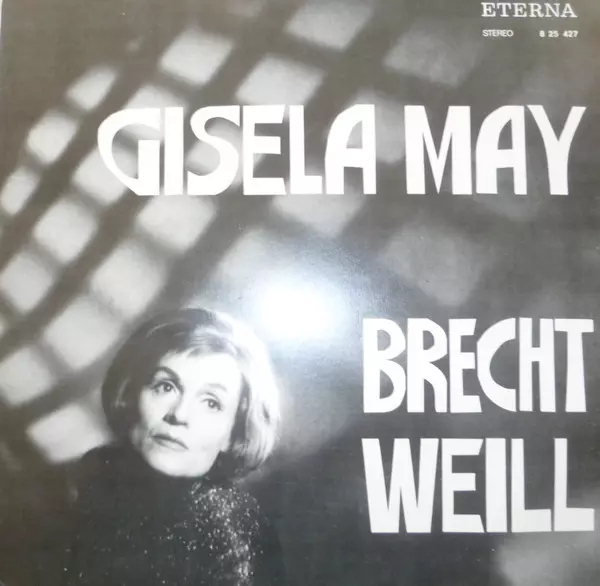 ETERNA
STEREO 8 25 427
GISELA MAY
BRECHT
WEILL